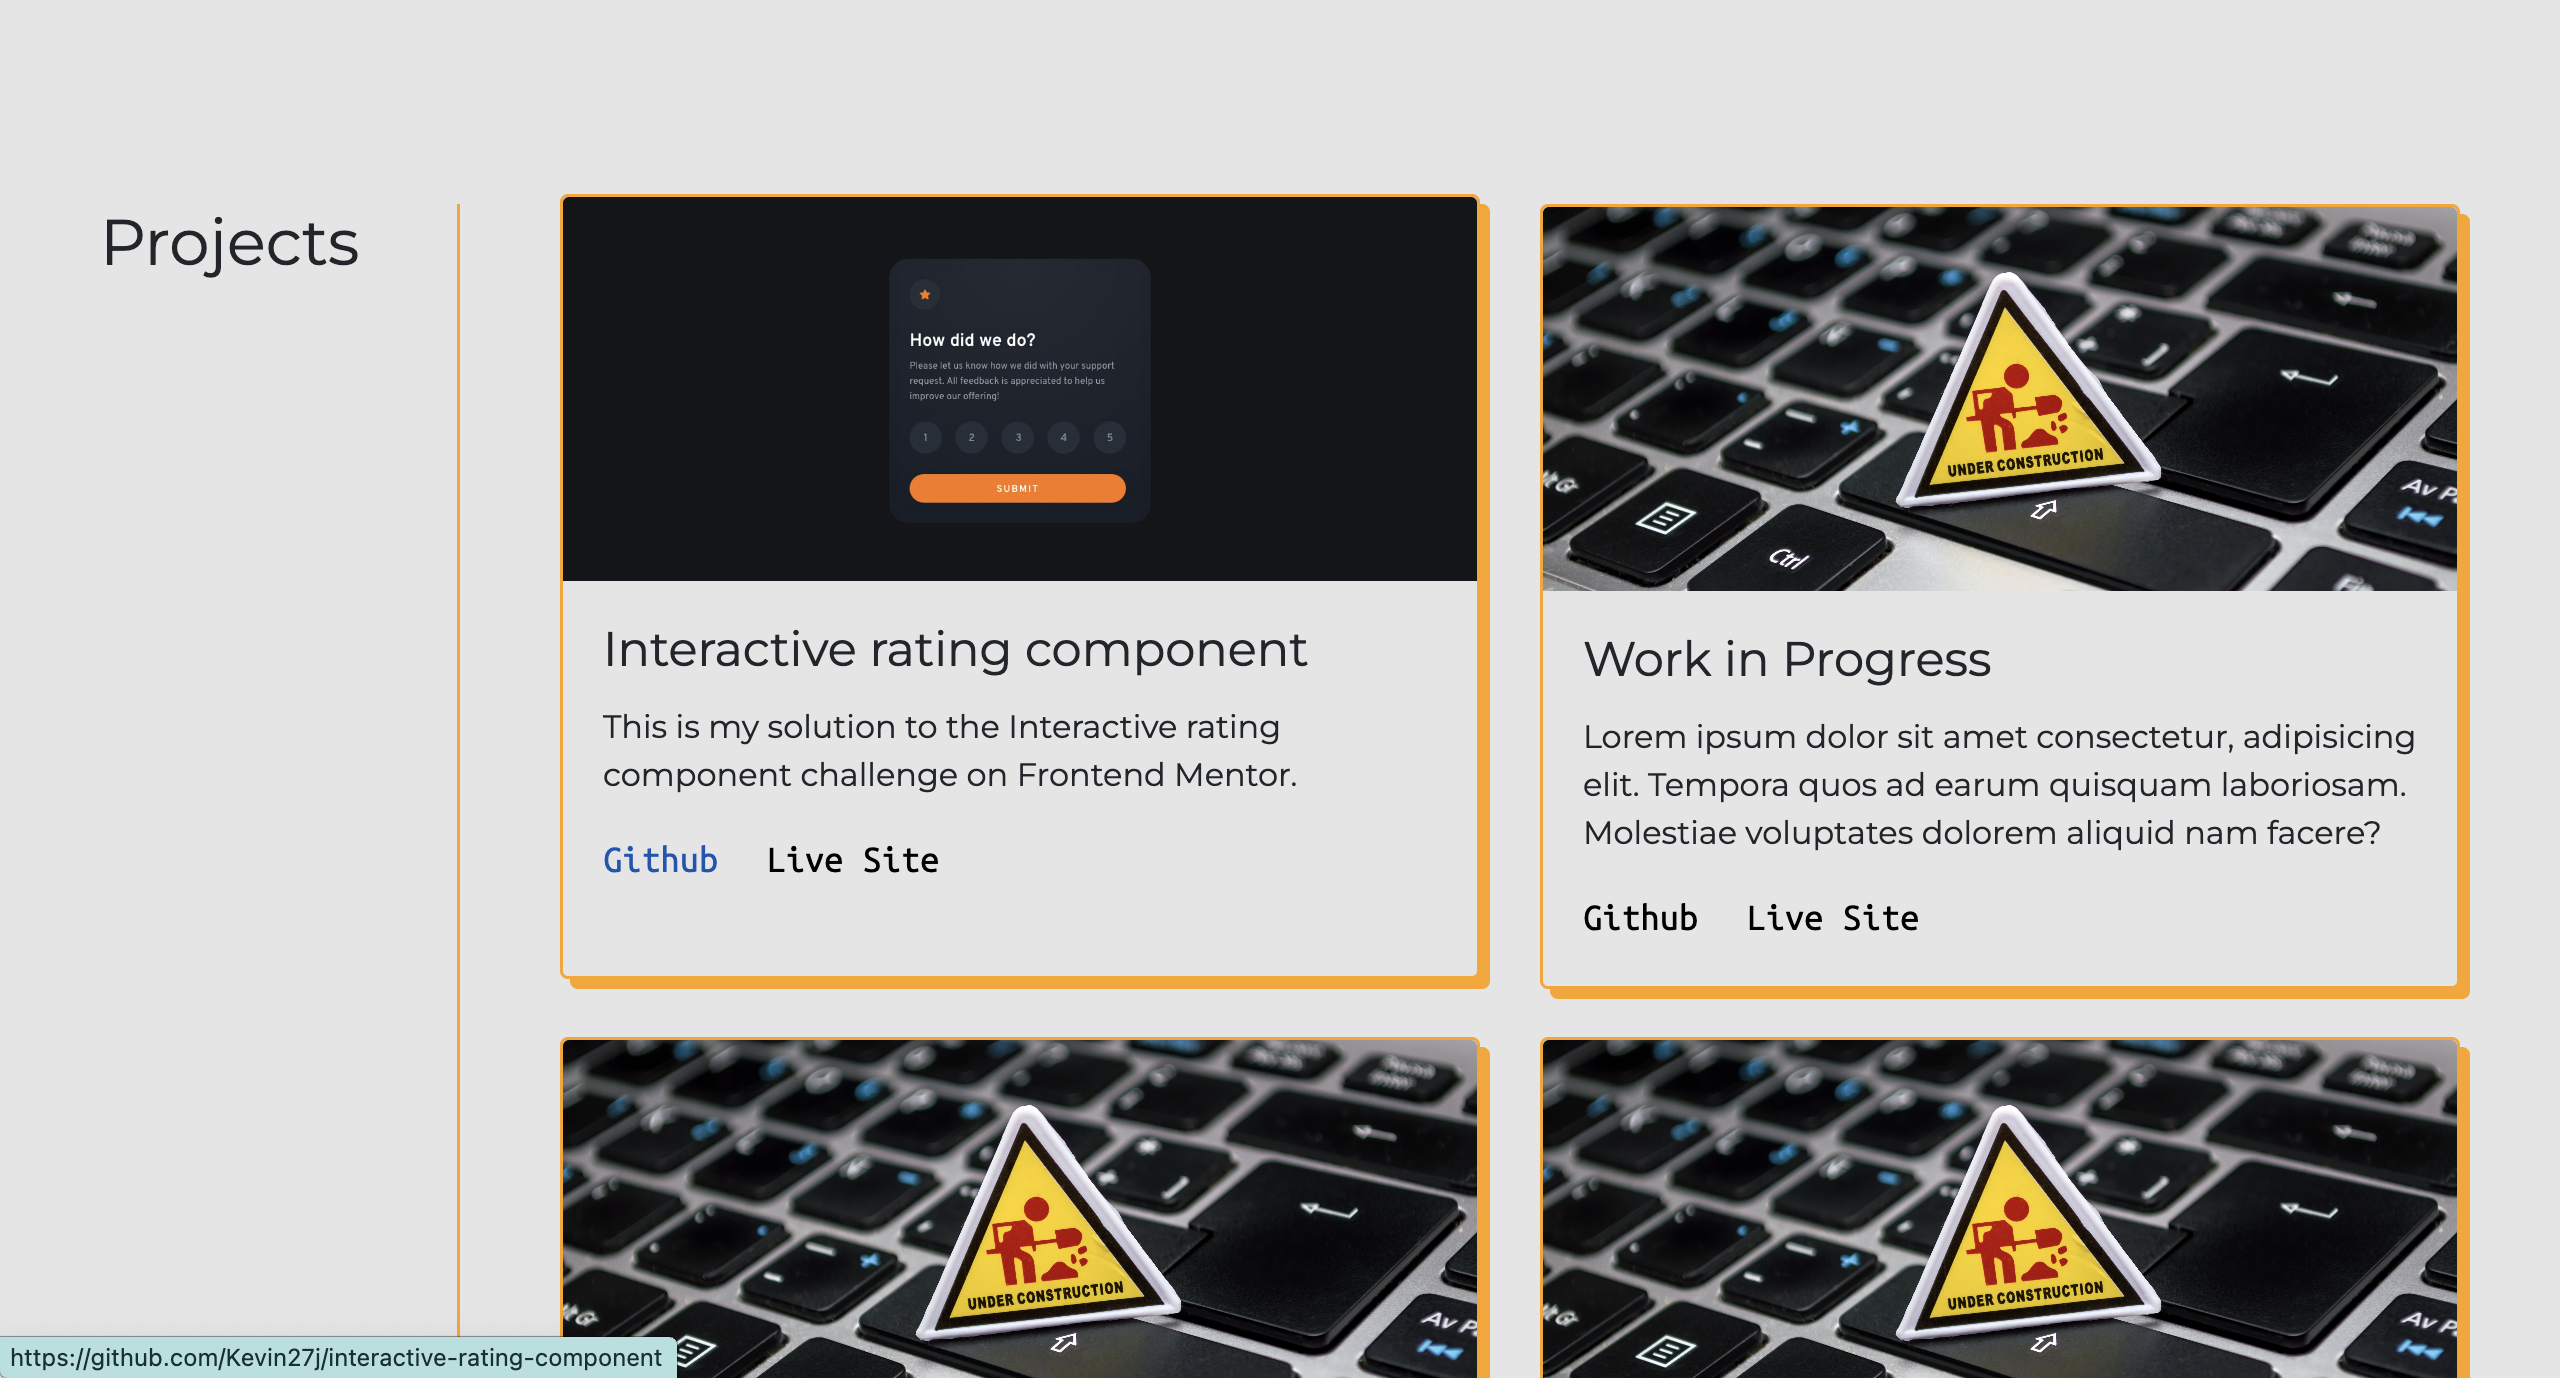 Projects
How did we do?
Please let us know how we did with your support
request. All feedback is appreciated to help us
improve our offering!
1 2 3 4 5
SUBMIT
Interactive rating component
This is my solution to the Interactive rating
component challenge on Frontend Mentor.
Github Live Site
UNDER CONSTRUCTION
Ctrl
Av P
Work in Progress
Lorem ipsum dolor sit amet consectetur, adipisicing
elit. Tempora quos ad earum quisquam laboriosam.
Molestiae voluptates dolorem aliquid nam facere?
Github Live Site
UNDER CONSTRUCTION
Av P
UNDER CONSTRUCTION
Av P
https://github.com/Kevin27j/interactive-rating-component